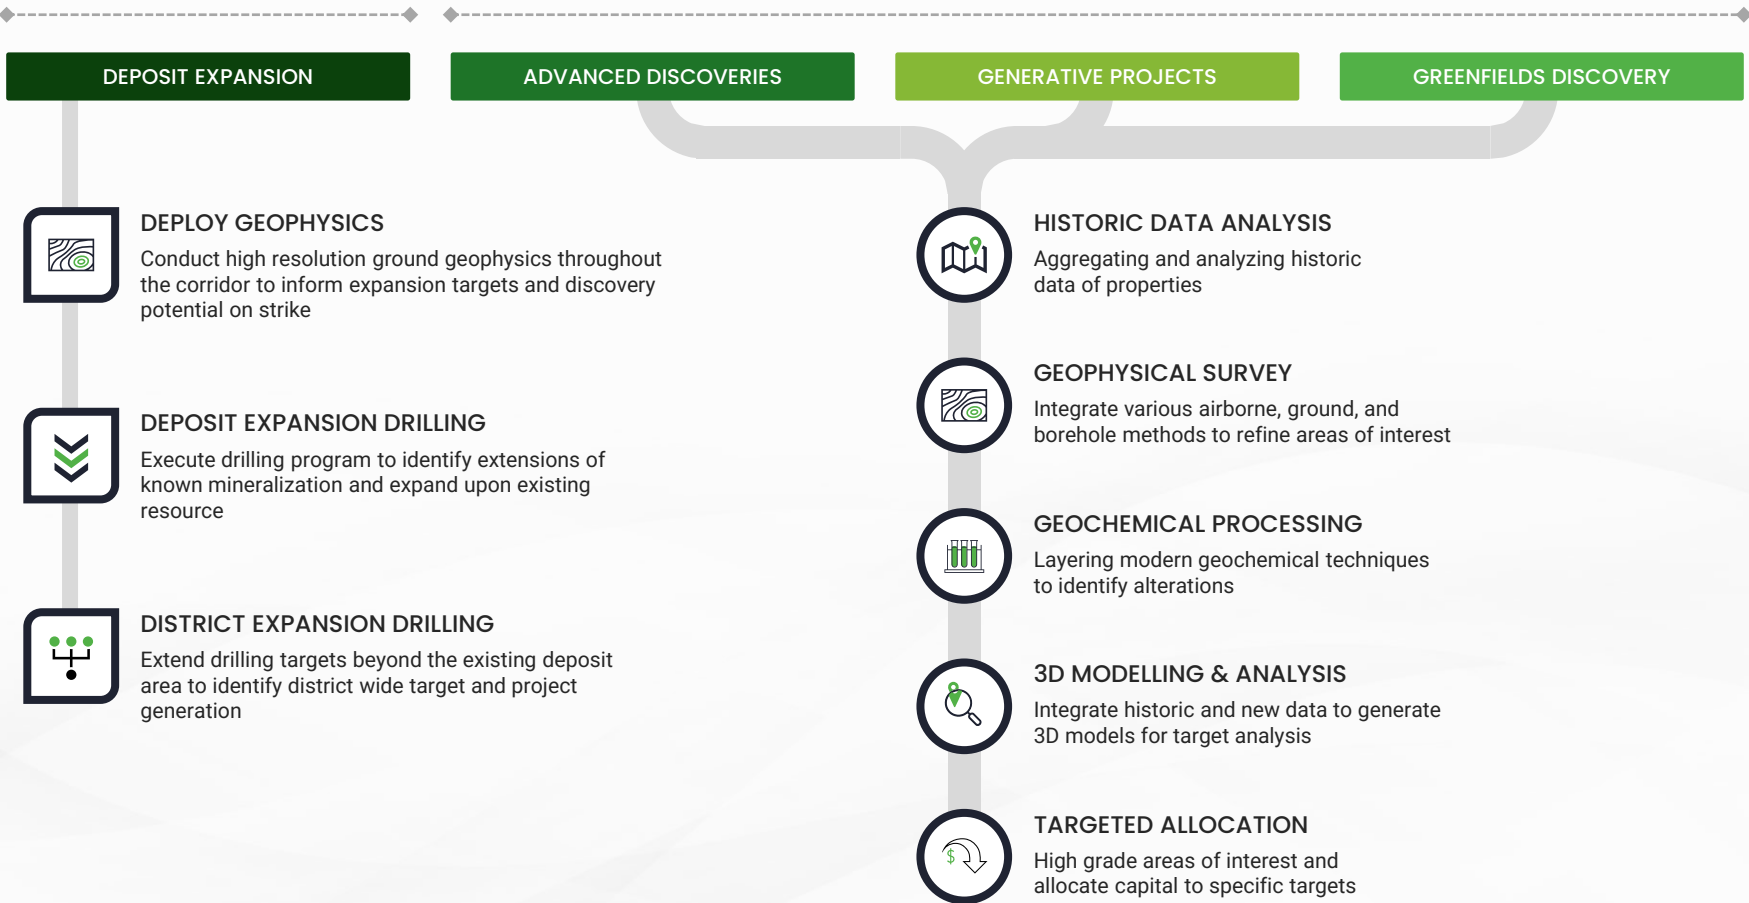 DEPOSIT EXPANSION
ADVANCED DISCOVERIES
GENERATIVE PROJECTS
GREENFIELDS DISCOVERY
DEPLOY GEOPHYSICS
Conduct high resolution ground geophysics throughout
the corridor to inform expansion targets and discovery
potential on strike
DEPOSIT EXPANSION DRILLING
Execute drilling program to identify extensions of
known mineralization and expand upon existing
resource
DISTRICT EXPANSION DRILLING
Extend drilling targets beyond the existing deposit
area to identify district wide target and project
generation
HISTORIC DATA ANALYSIS
Aggregating and analyzing historic
data of properties
GEOPHYSICAL SURVEY
Integrate various airborne, ground, and
borehole methods to refine areas of interest
GEOCHEMICAL PROCESSING
Layering modern geochemical techniques
to identify alterations
3D MODELLING & ANALYSIS
Integrate historic and new data to generate
3D models for target analysis
$
TARGETED ALLOCATION
High grade areas of interest and
allocate capital to specific targets